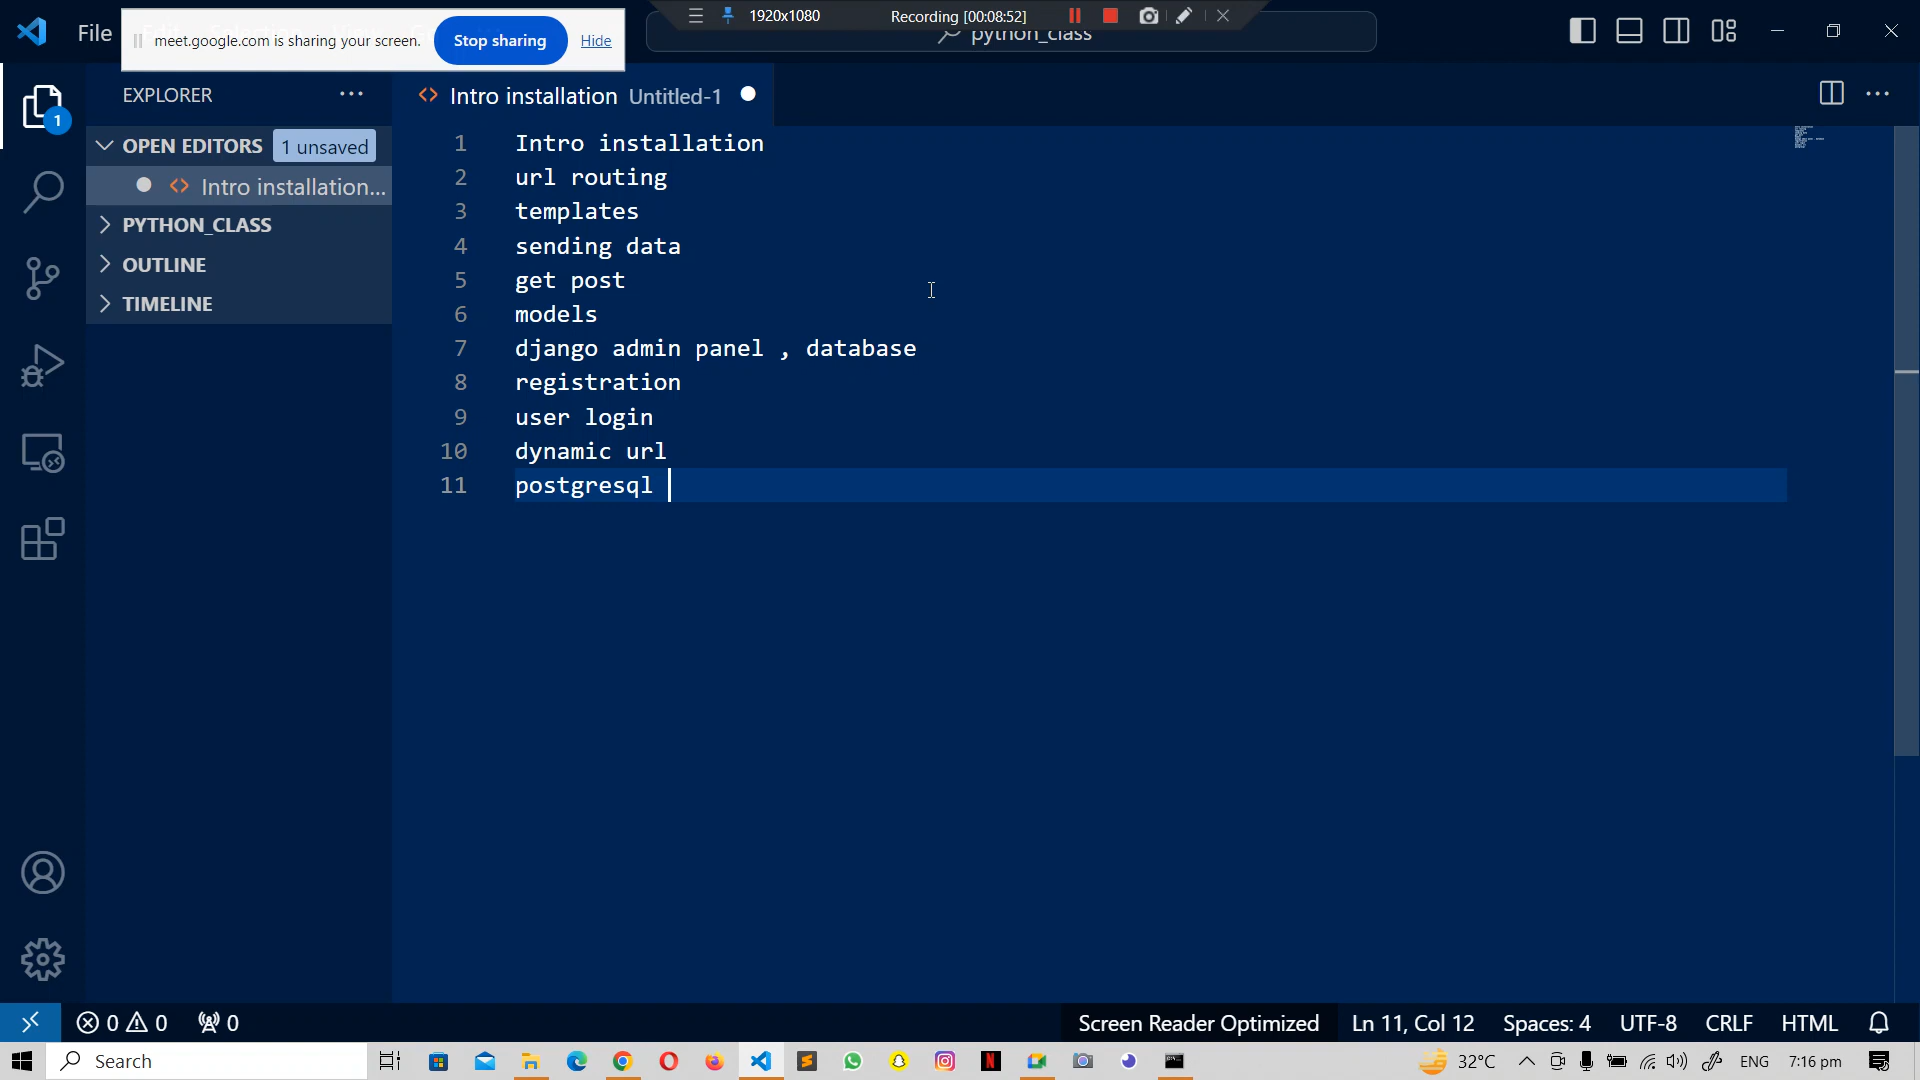 1920x1080
Recording [00:08:52]
File
meet.google.com is sharing your screen.
Stop sharing
Hide
python_class
EXPLORER
Intro installation Untitled-1
OPEN EDITORS
1 unsaved
Intro installation...
PYTHON_CLASS
OUTLINE
TIMELINE
1
1 Intro installation
2 url routing
3 templates
4 sending data
5 get post
6 models
7 django admin panel , database
8 registration
9 user login
10 dynamic url
11 postgresql
0 0 0
Screen Reader Optimized
Ln 11, Col 12
Spaces: 4
UTF-8
CRLF
HTML
Search
32°C
ENG
7:16 pm